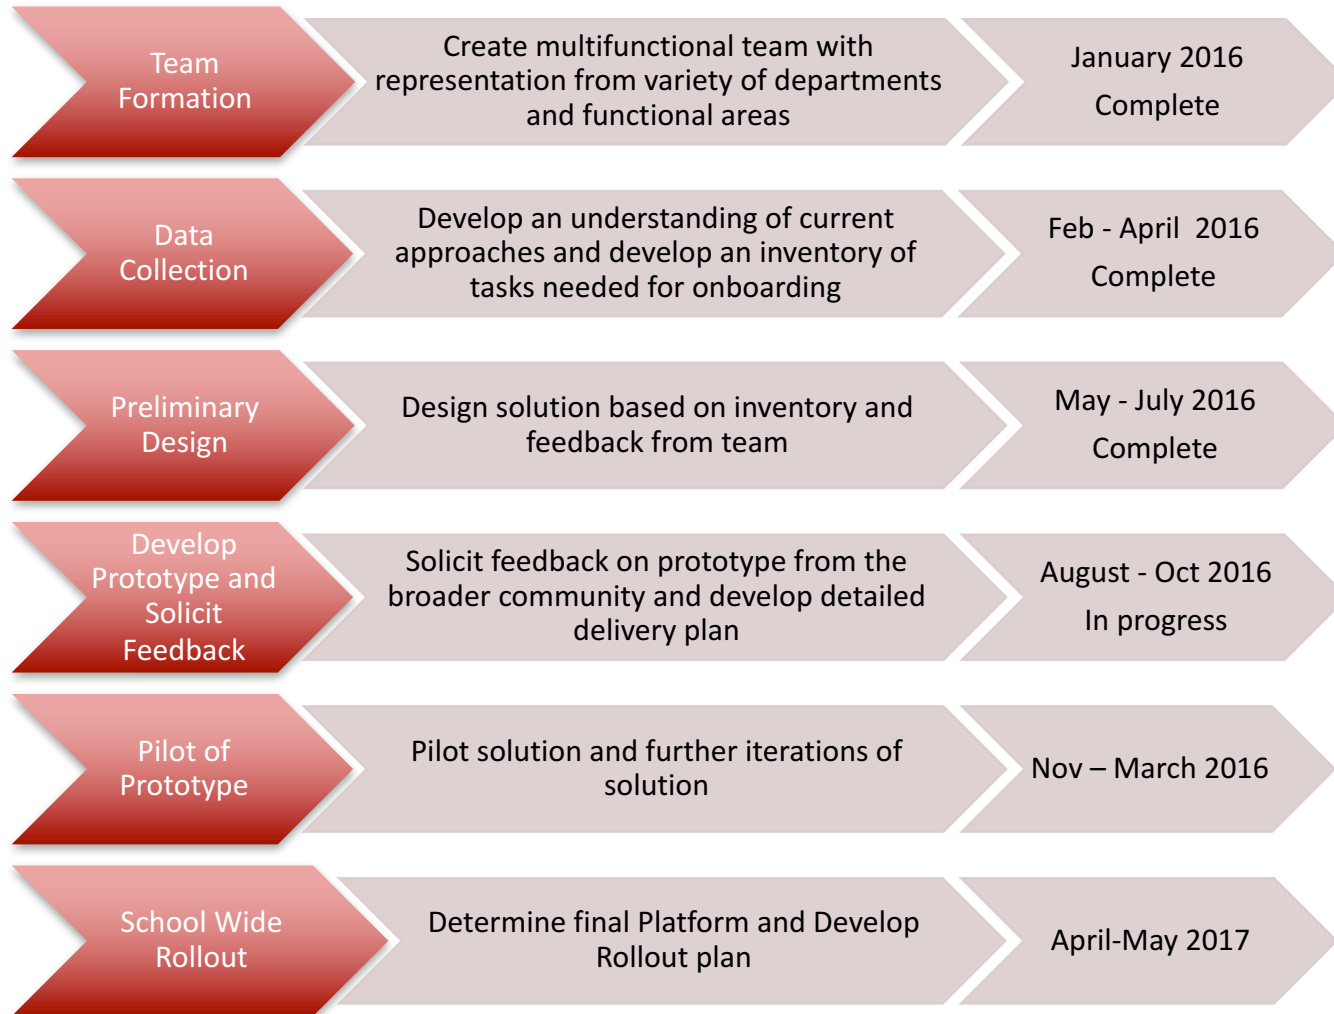 Team
Formation
Create multifunctional team with
representation from variety of departments
and functional areas
January 2016
Complete
Data
Collection
Develop an understanding of current
approaches and develop an inventory of
tasks needed for onboarding
Feb - April  2016
Complete
Preliminary
Design
Design solution based on inventory and
feedback from team
May - July 2016
Complete
Develop
Prototype and
Solicit
Feedback
Solicit feedback on prototype from the
broader community and develop detailed
delivery plan
August - Oct 2016
In progress
Pilot of
Prototype
Pilot solution and further iterations of
solution
Nov – March 2016
School Wide
Rollout
Determine final Platform and Develop
Rollout plan
April-May 2017